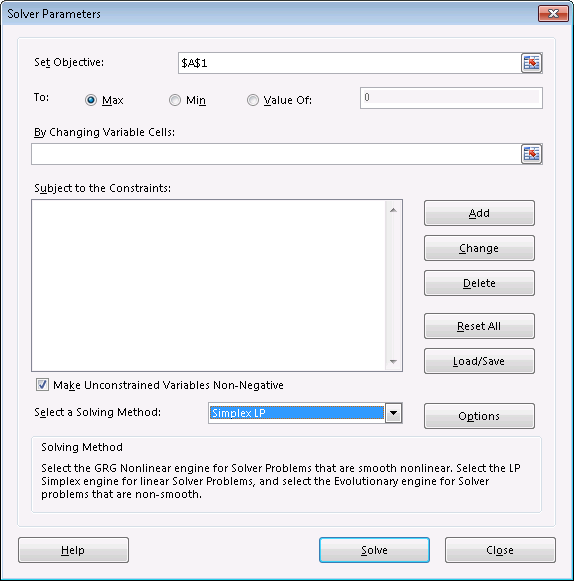 Solver Parameters
Set Objective: $A$1
To: Max Min Value Of: 0
By Changing Variable Cells:
Subject to the Constraints:
Add
Change
Delete
Reset All
Load/Save
Make Unconstrained Variables Non-Negative
Select a Solving Method: Simplex LP Options
Solving Method
Select the GRG Nonlinear engine for Solver Problems that are smooth nonlinear. Select the LP
Simplex engine for linear Solver Problems, and select the Evolutionary engine for Solver
problems that are non-smooth.
Help Solve Close